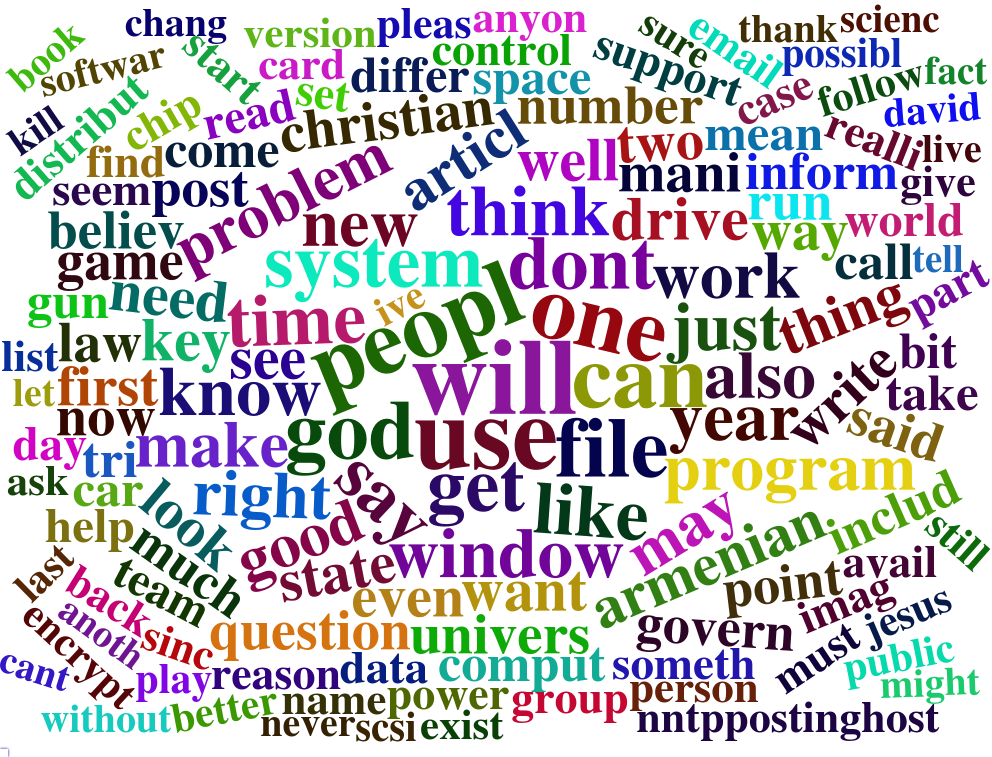 book
softwar
chang
start
version
pleas
anyon
control
card
set
differ
space
sure
support
email
thank
scienc
possibl
case
follow
fact
david
kill
distribut
chip
read
christian
number
find
come
articl
well
two
mean
realli
live
seem
post
problem
mani
inform
give
believ
new
think
drive
run
way
world
game
system
dont
work
call
tell
part
gun
need
time
ive
peopl
one
just
thing
list
law
key
see
will
can
also
write
bit
let
first
know
take
now
make
god
use
file
year
said
day
tri
program
ask
car
look
right
say
get
like
help
much
good
window
may
armenian
includ
still
last
team
state
even
want
point
avail
back
anoth
sinc
question
univers
govern
imag
must
jesus
encrypt
cant
play
reason
data
comput
someth
public
might
without
better
name
power
group
person
never
scsi
exist
nntppostinghost